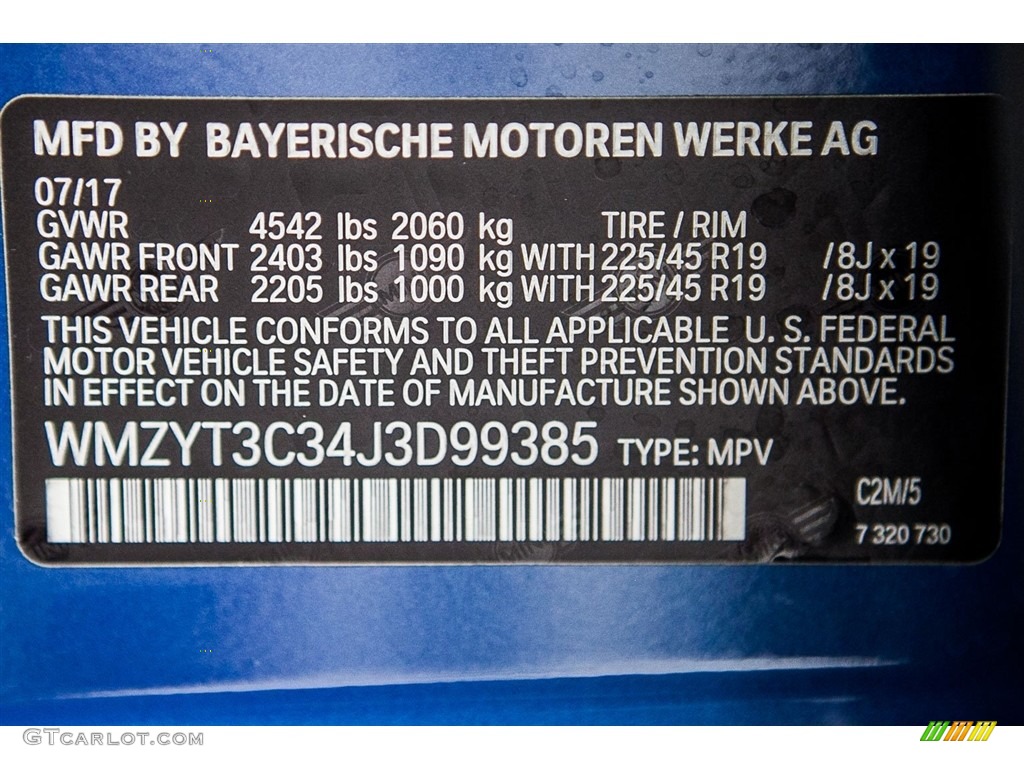 MFD BY BAYERISCHE MOTOREN WERKE AG
07/17
GVWR 4542 lbs 2060 kg TIRE / RIM
GAWR FRONT 2403 lbs 1090 kg WITH 225/45 R19 /8J x 19
GAWR REAR 2205 lbs 1000 kg WITH 225/45 R19 /8J x 19
THIS VEHICLE CONFORMS TO ALL APPLICABLE U. S. FEDERAL
MOTOR VEHICLE SAFETY AND THEFT PREVENTION STANDARDS
IN EFFECT ON THE DATE OF MANUFACTURE SHOWN ABOVE.
WMZYT3C34J3D99385 TYPE: MPV
C2M/5
7 320 730
GTcarlot.com